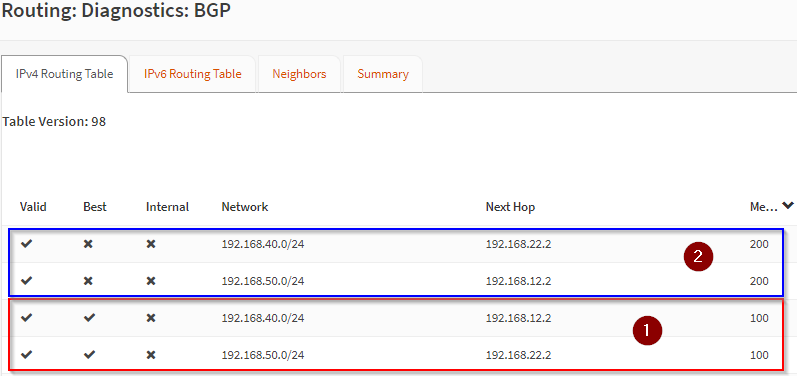 Routing: Diagnostics: BGP
IPv4 Routing Table IPv6 Routing Table Neighbors Summary
Table Version: 98
Valid Best Internal Network Next Hop Me...
192.168.40.0/24 192.168.22.2 200
2
192.168.50.0/24 192.168.12.2 200
192.168.40.0/24 192.168.12.2 100
1
192.168.50.0/24 192.168.22.2 100